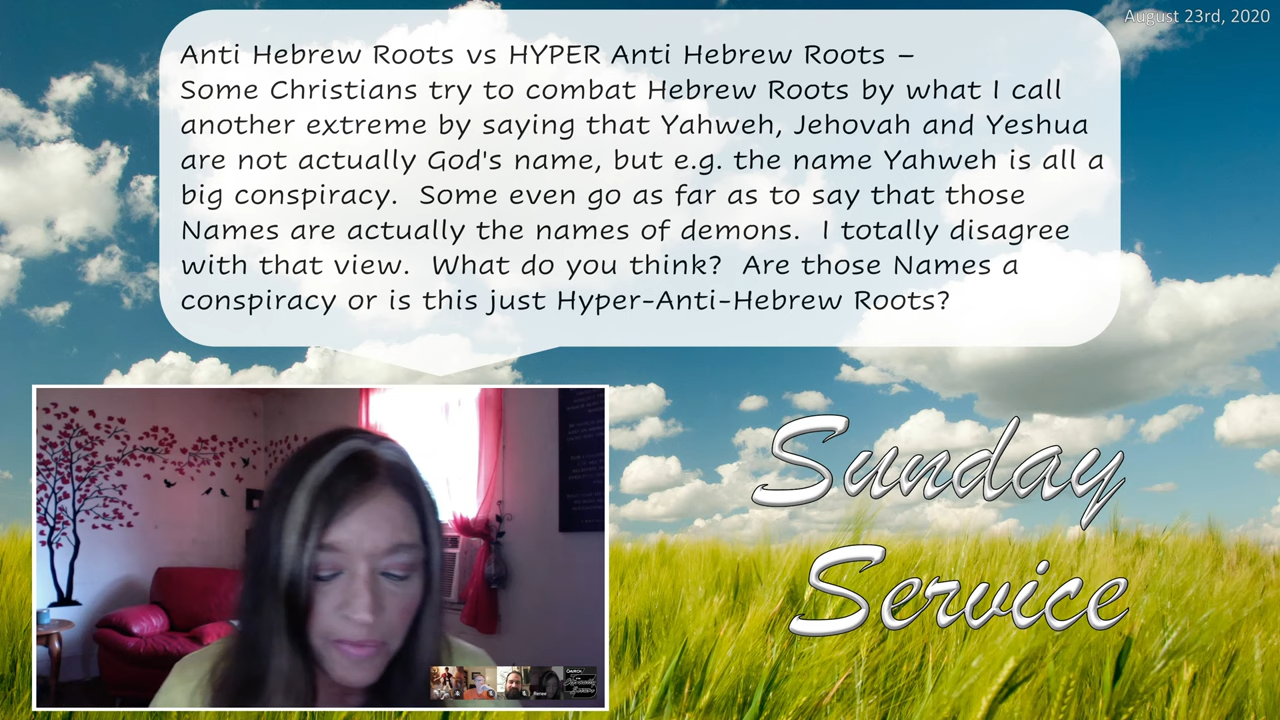 August 23rd, 2020
Anti Hebrew Roots vs HYPER Anti Hebrew Roots –
Some Christians try to combat Hebrew Roots by what I call
another extreme by saying that Yahweh, Jehovah and Yeshua
are not actually God's name, but e.g. the name Yahweh is all a
big conspiracy.  Some even go as far as to say that those
Names are actually the names of demons.  I totally disagree
with that view.  What do you think?  Are those Names a
conspiracy or is this just Hyper-Anti-Hebrew Roots?
Sunday
Service
Renee
CHURCH